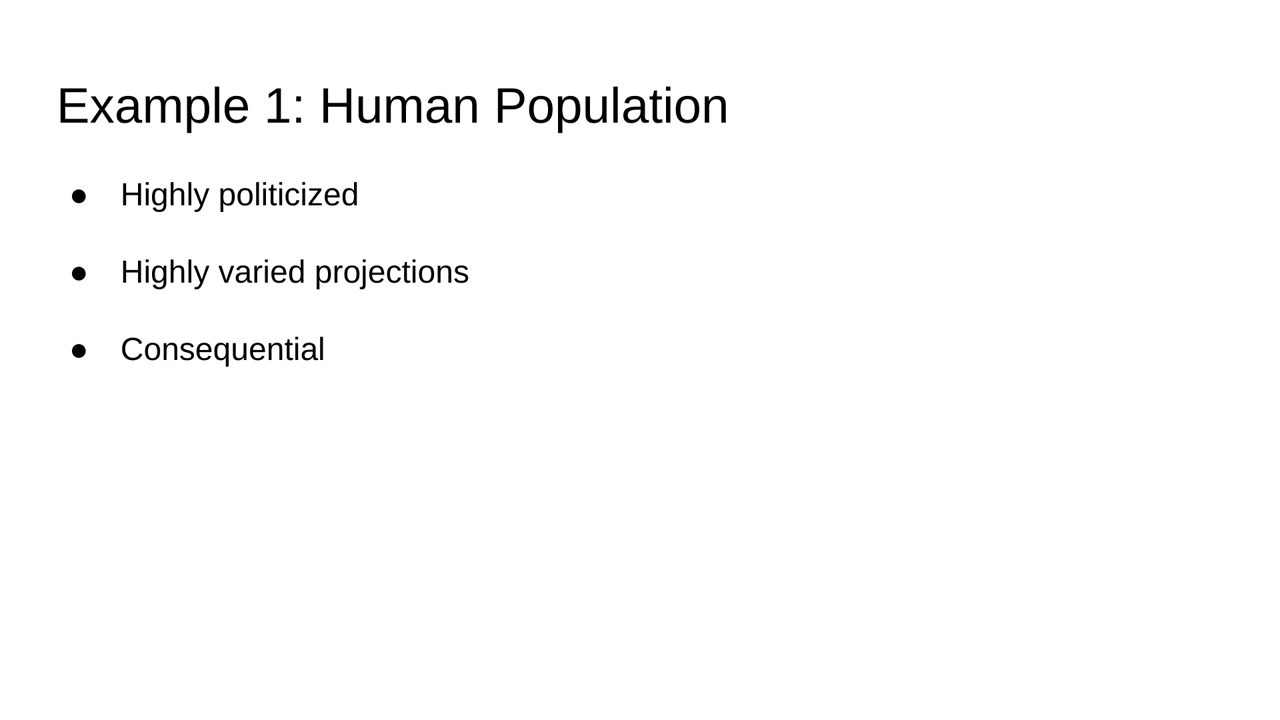 Example 1: Human Population
● Highly politicized
● Highly varied projections
● Consequential